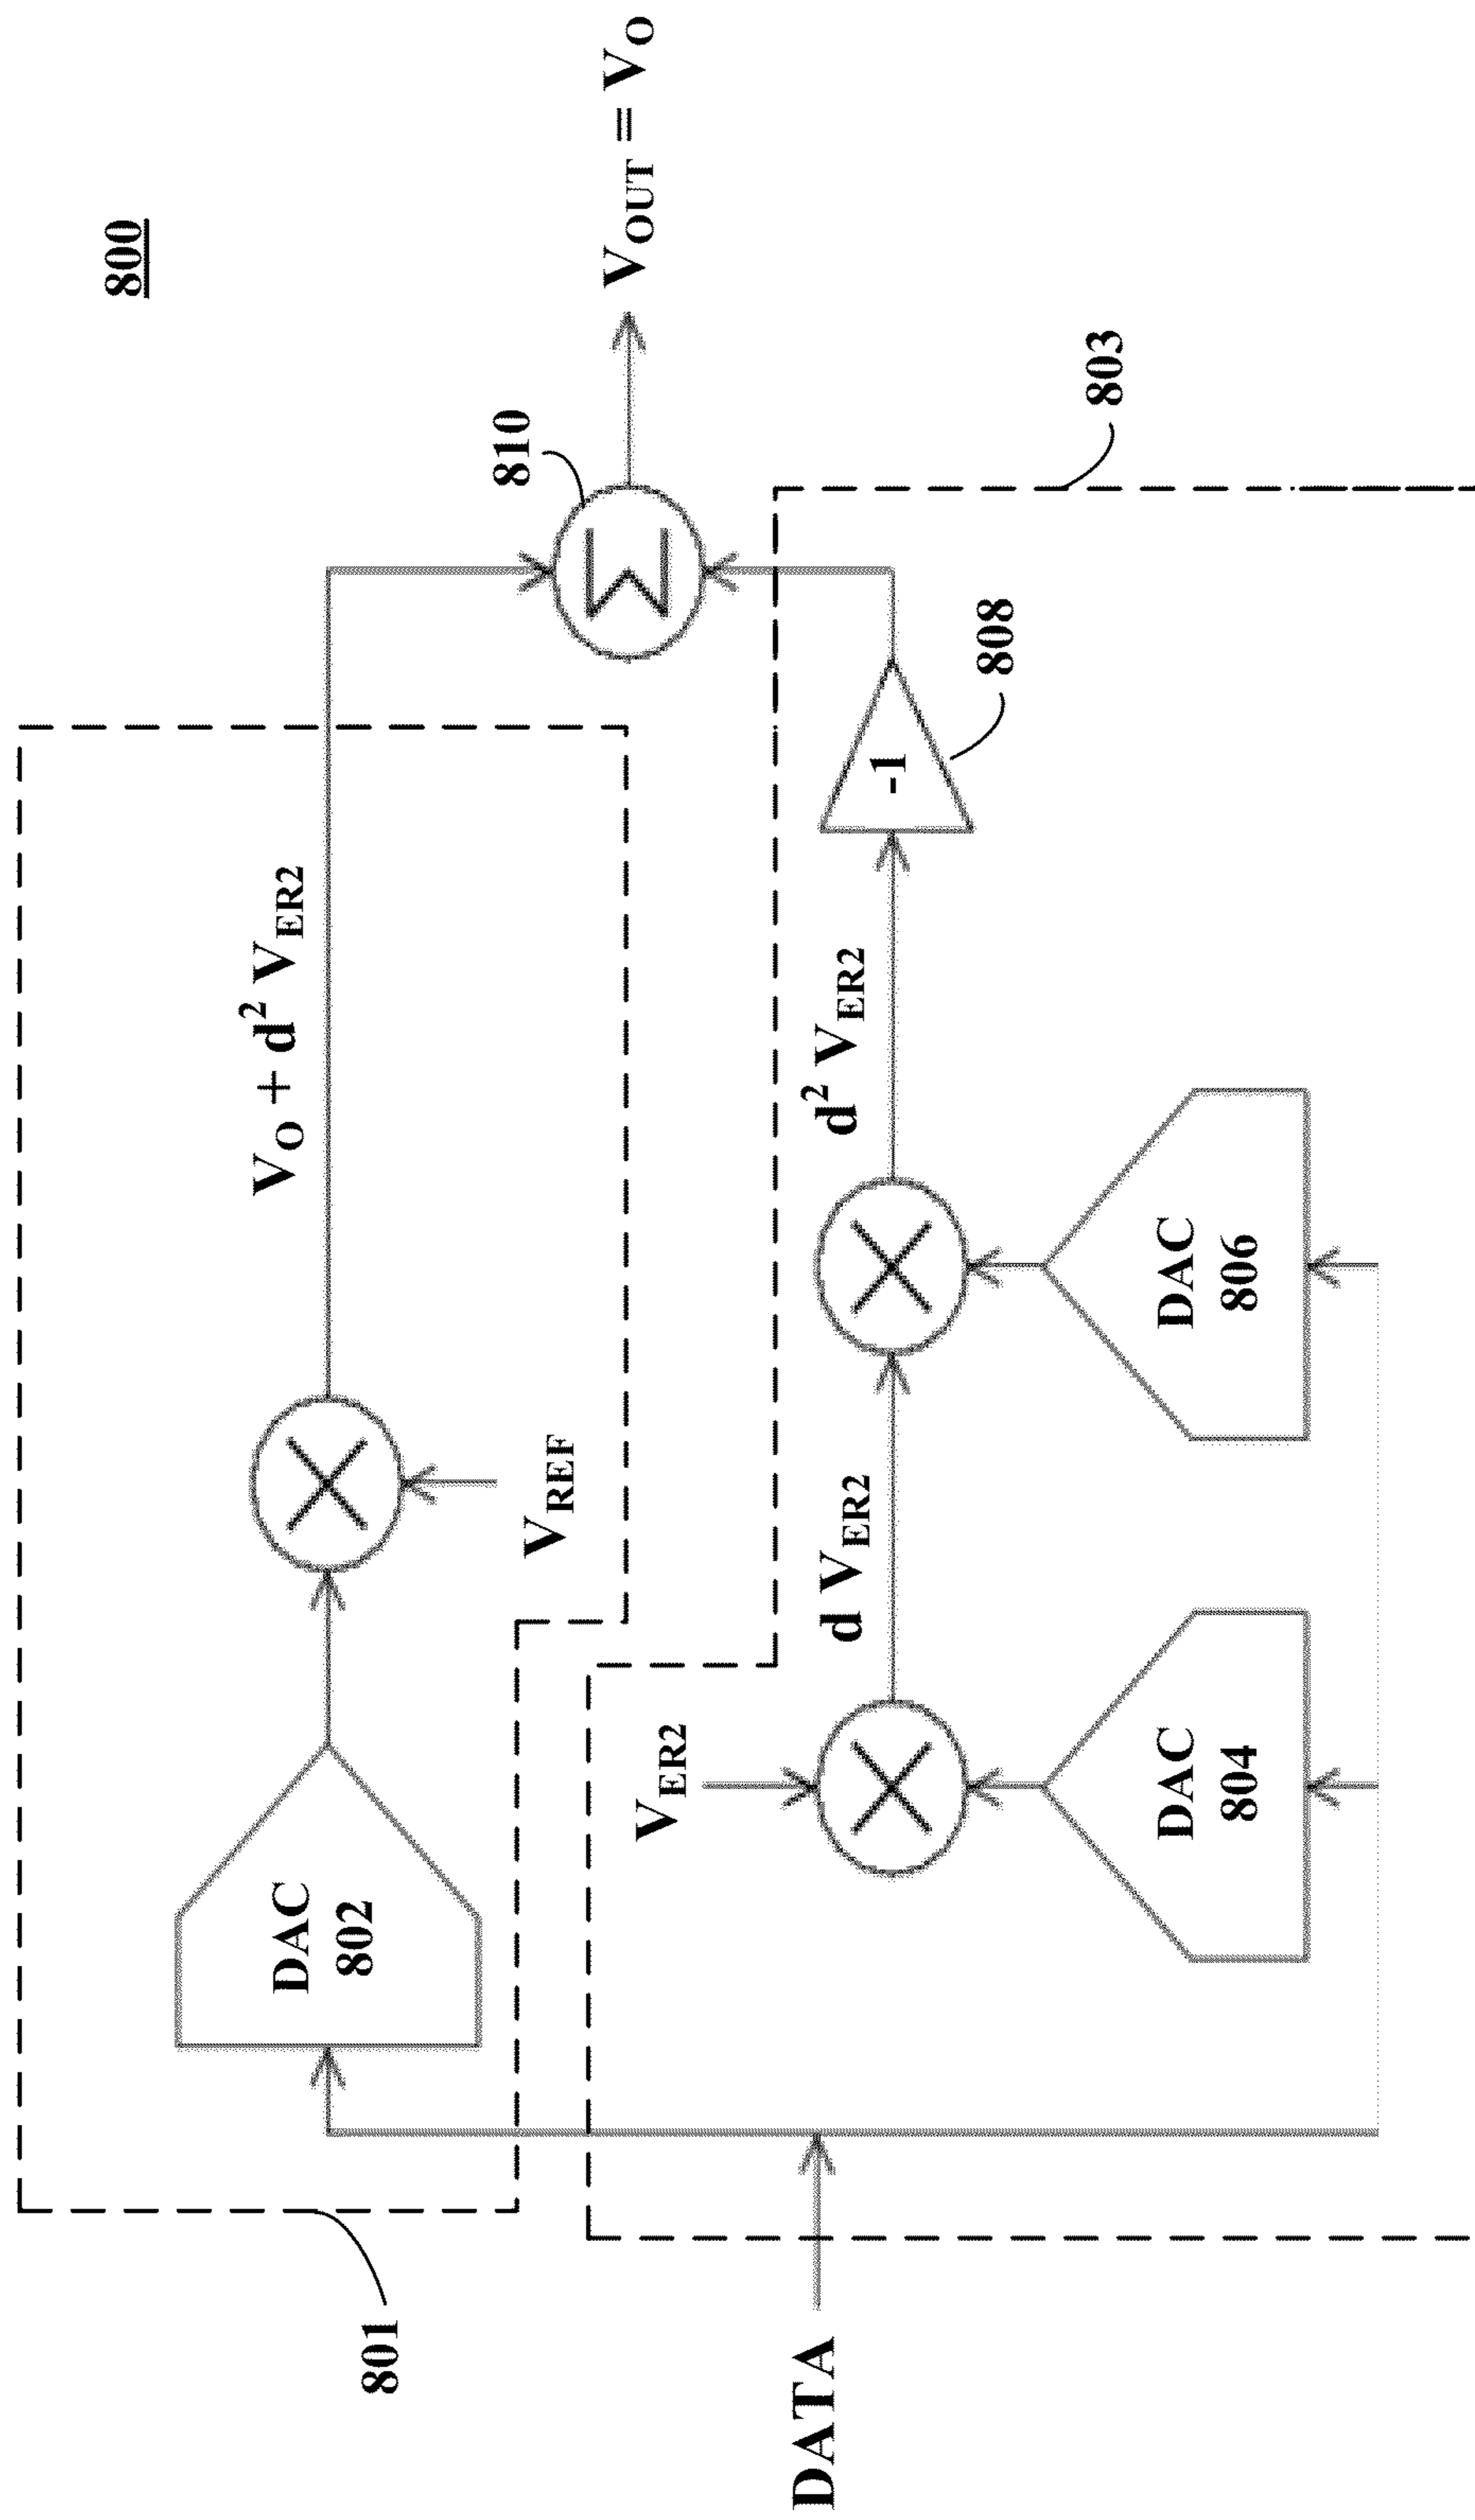 800
801
DAC
802
V_REF
V_O + d² V_ER2
810
Σ
V_OUT = V_O
DATA
V_ER2
d V_ER2
d² V_ER2
-1
808
803
DAC
804
DAC
806